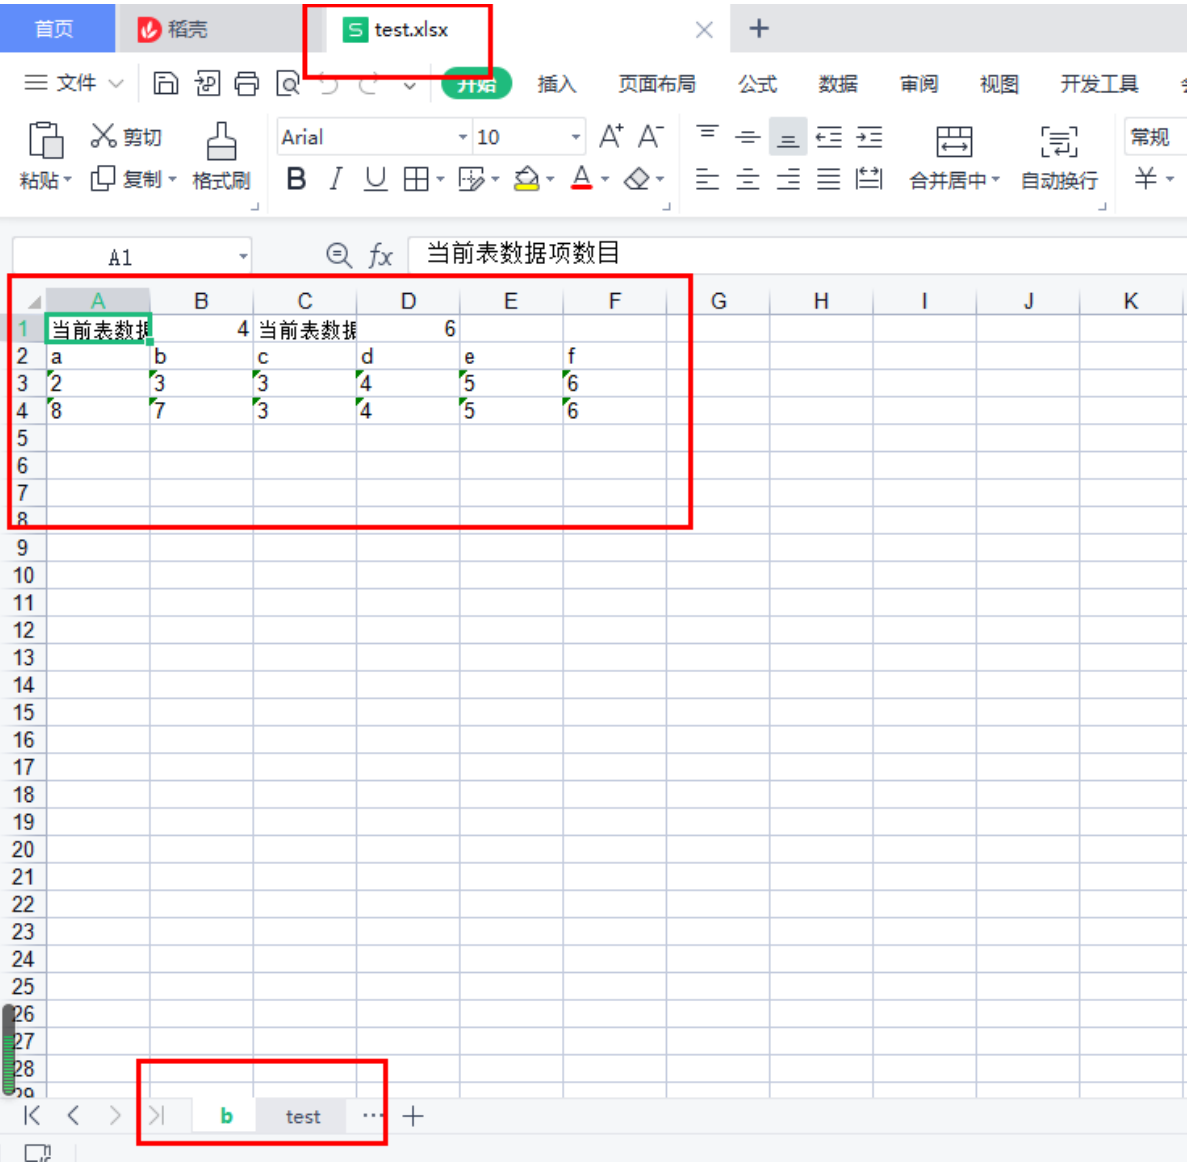 首页 稻壳 S test.xlsx × +
文件 开始 插入 页面布局 公式 数据 审阅 视图 开发工具
剪切 Arial 10 A⁺ A⁻ 常规
粘贴 复制 格式刷 B I U A 合并居中 自动换行 ¥
A1 fx 当前表数据项数目
A B C D E F G H I J K
1 当前表数据 4 当前表数据 6
2 a b c d e f
3 2 3 3 4 5 6
4 8 7 3 4 5 6
5
6
7
8
9
10
11
12
13
14
15
16
17
18
19
20
21
22
23
24
25
26
27
28
29
b test ··· +